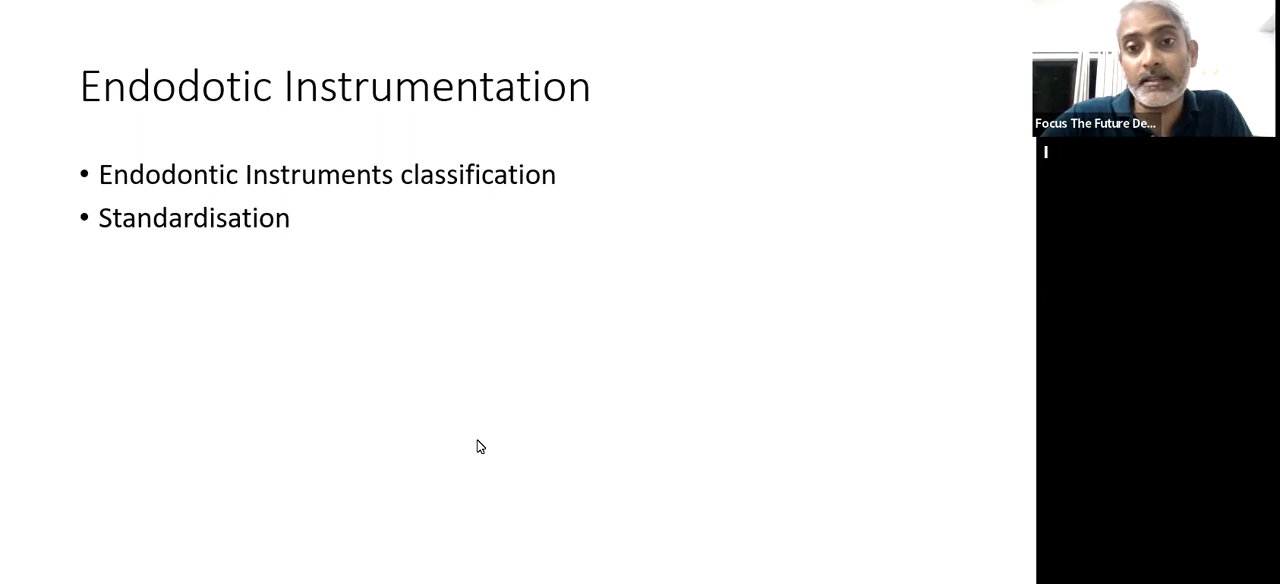 Endodotic Instrumentation
• Endodontic Instruments classification
• Standardisation
Focus The Future De...
I